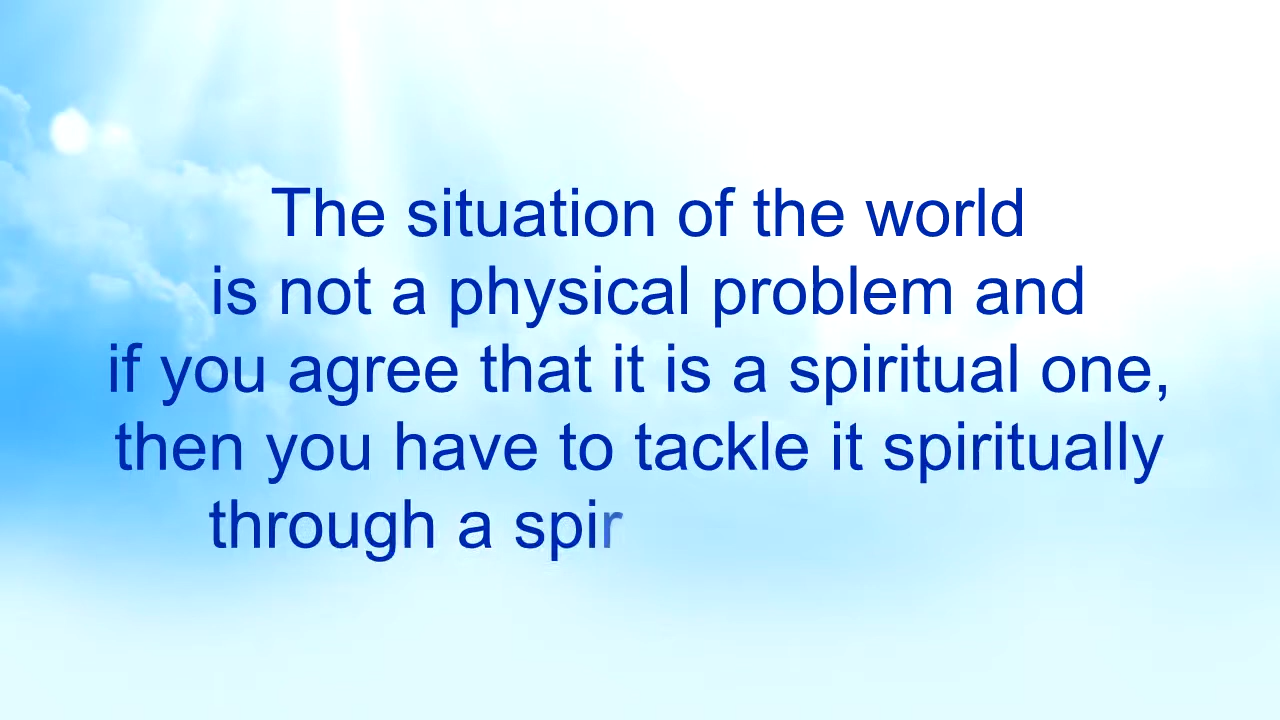 The situation of the world
is not a physical problem and
if you agree that it is a spiritual one,
then you have to tackle it spiritually
through a spir